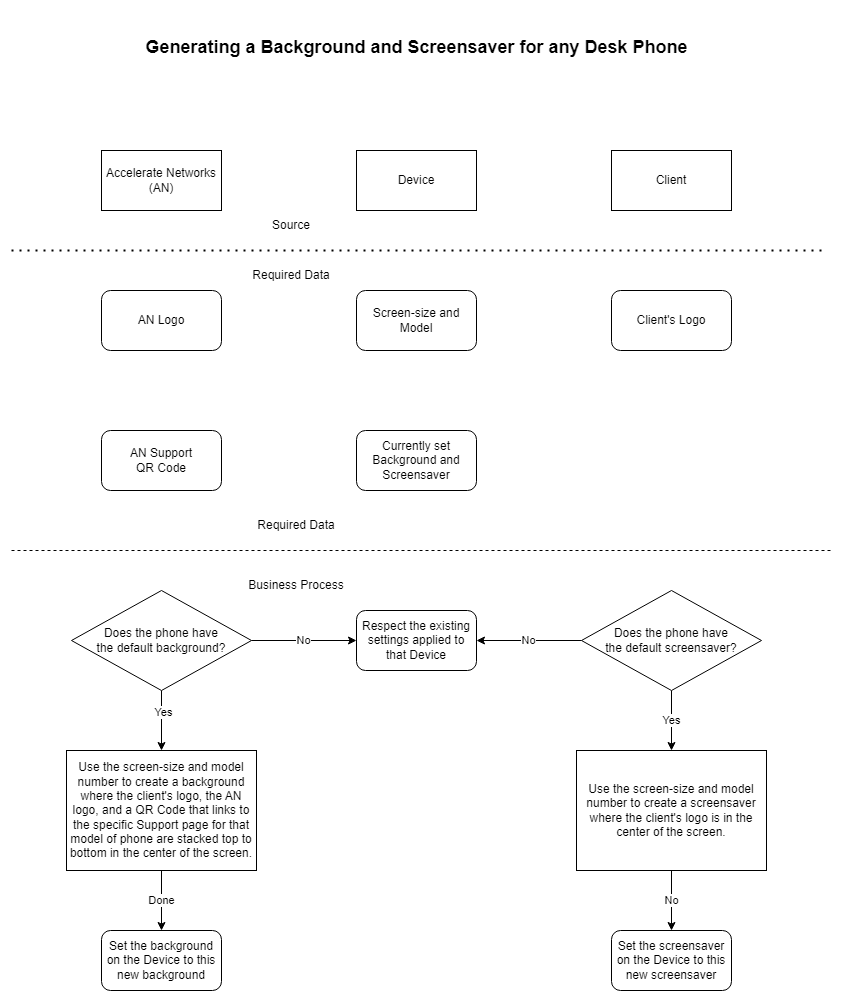 Generating a Background and Screensaver for any Desk Phone
Accelerate Networks
(AN)
Device
Client
Source
Required Data
AN Logo
Screen-size and
Model
Client's Logo
AN Support
QR Code
Currently set
Background and
Screensaver
Required Data
Business Process
Does the phone have
the default background?
No
Respect the existing
settings applied to
that Device
No
Does the phone have
the default screensaver?
Yes
Yes
Use the screen-size and model
number to create a background
where the client's logo, the AN
logo, and a QR Code that links to
the specific Support page for that
model of phone are stacked top to
bottom in the center of the screen.
Use the screen-size and model
number to create a screensaver
where the client's logo is in the
center of the screen.
Done
No
Set the background
on the Device to this
new background
Set the screensaver
on the Device to this
new screensaver